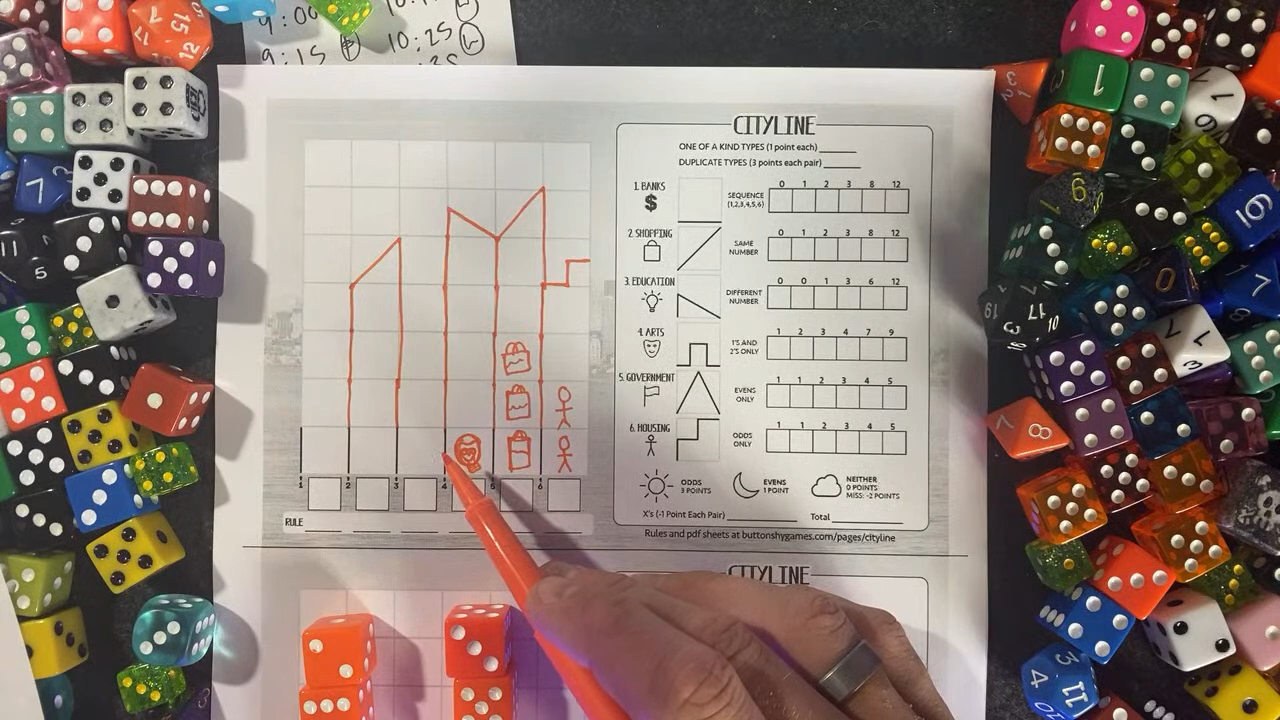 9:00
9:15 10:25
CITYLINE
ONE OF A KIND TYPES (1 point each) ______
DUPLICATE TYPES (3 points each pair) ______
1. BANKS
$
SEQUENCE
(1,2,3,4,5,6)
0 1 2 3 8 12
2. SHOPPING
SAME
NUMBER
0 1 2 3 8 12
3. EDUCATION
DIFFERENT
NUMBER
0 0 1 3 6 12
4. ARTS
1'S AND
2'S ONLY
1 2 3 4 7 9
5. GOVERNMENT
EVENS
ONLY
1 1 2 3 4 5
6. HOUSING
ODDS
ONLY
1 1 2 3 4 5
ODDS
3 POINTS
EVENS
1 POINT
NEITHER
0 POINTS
MISS: -2 POINTS
X's (-1 Point Each Pair) ______ Total ______
1 2 3 4 5 6
RULE
Rules and pdf sheets at buttonshygames.com/pages/cityline
CITYLINE